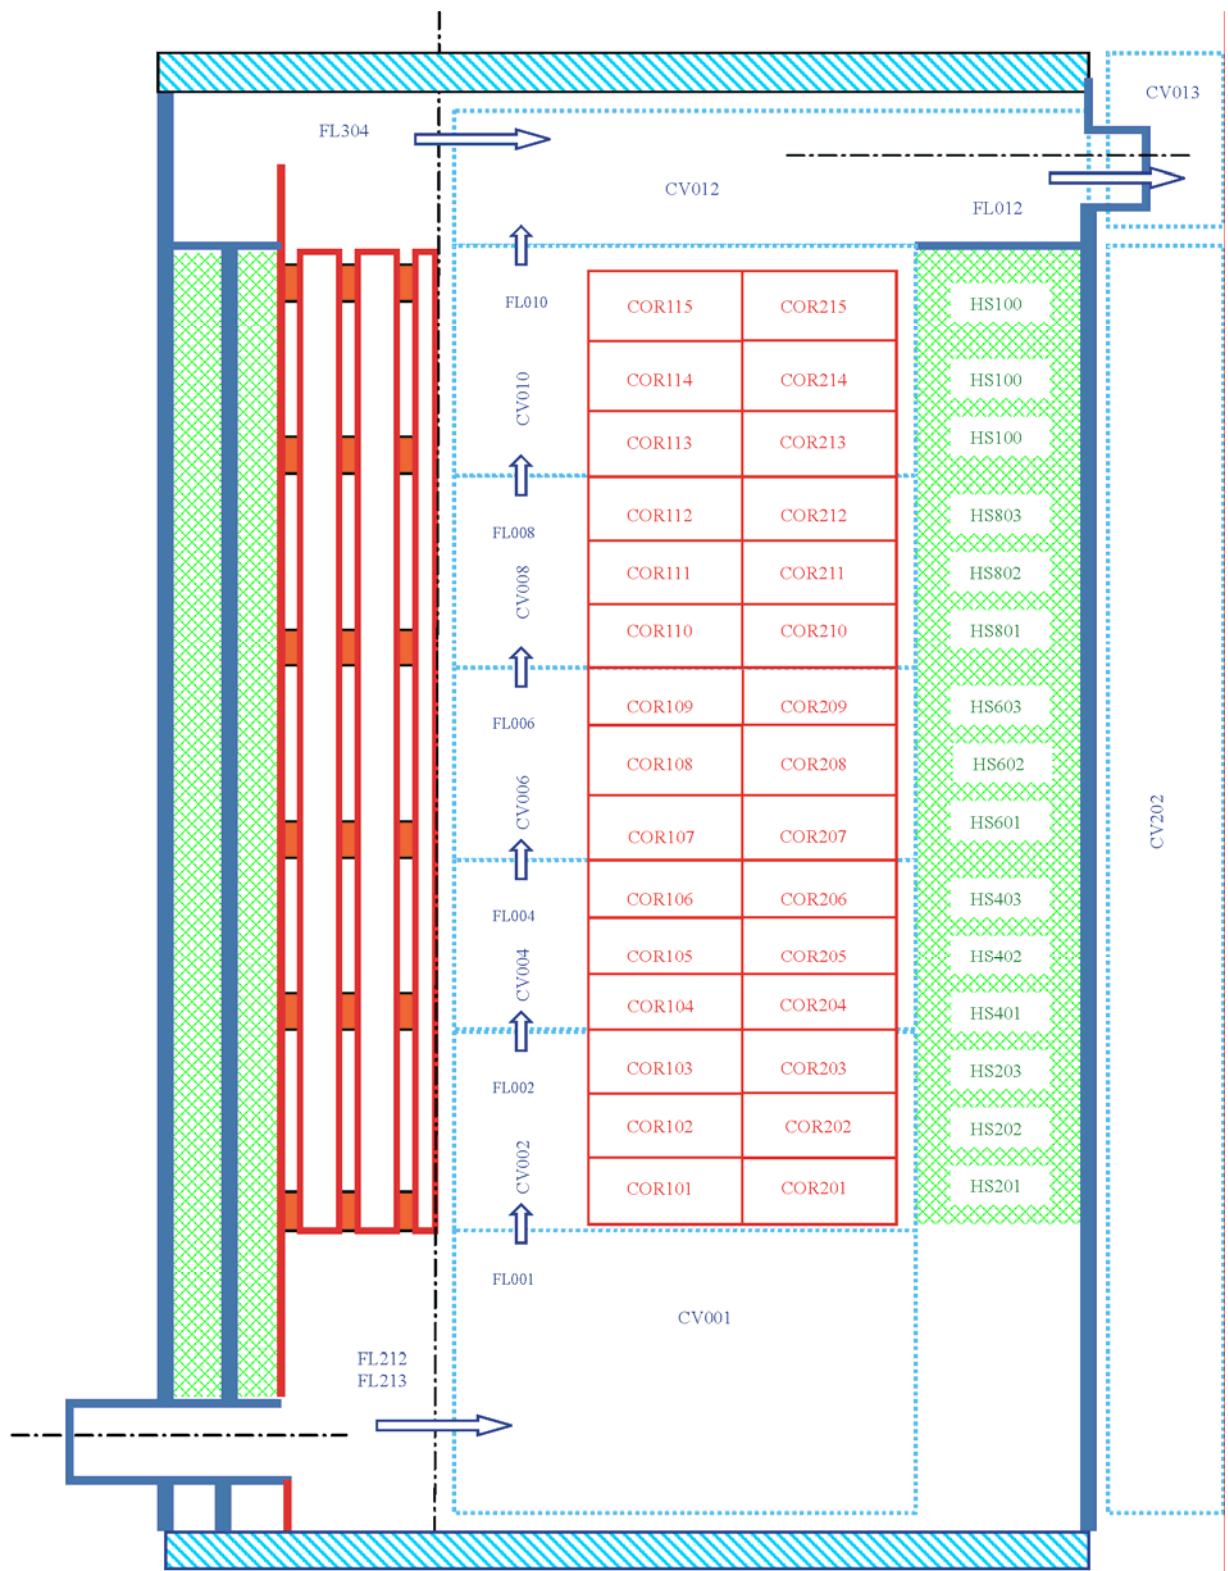 CV013
FL304
CV012
FL012
FL010
COR115 COR215 HS100
CV010
COR114 COR214 HS100
COR113 COR213 HS100
COR112 COR212 HS803
FL008
COR111 COR211 HS802
CV008
COR110 COR210 HS801
COR109 COR209 HS603
FL006
COR108 COR208 HS602
CV006
CV202
COR107 COR207 HS601
COR106 COR206 HS403
FL004
COR105 COR205 HS402
CV004
COR104 COR204 HS401
COR103 COR203 HS203
FL002
COR102 COR202 HS202
CV002
COR101 COR201 HS201
FL001
CV001
FL212
FL213